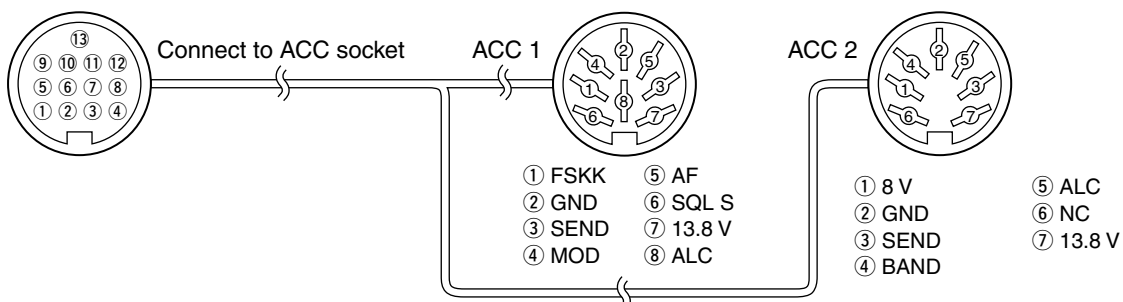 Connect to ACC socket
ACC 1
ACC 2
⑬
⑨ ⑩ ⑪ ⑫
⑤ ⑥ ⑦ ⑧
① ② ③ ④
②
④ ⑤
① ③
⑧
⑥ ⑦
②
④ ⑤
① ③
⑥ ⑦
① FSKK
② GND
③ SEND
④ MOD
⑤ AF
⑥ SQL S
⑦ 13.8 V
⑧ ALC
① 8 V
② GND
③ SEND
④ BAND
⑤ ALC
⑥ NC
⑦ 13.8 V